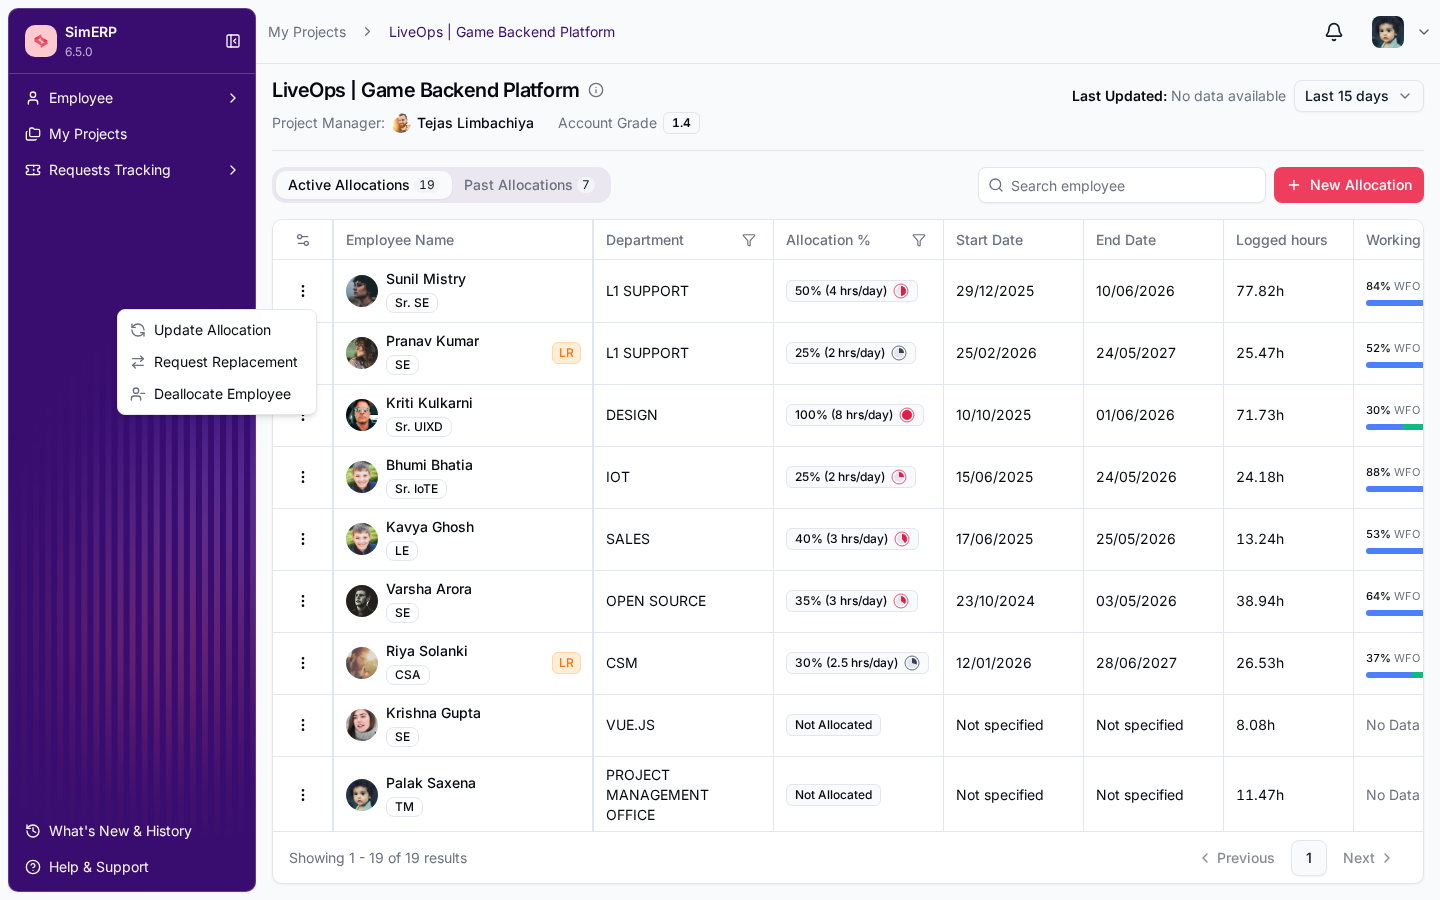 SimERP
6.5.0
Employee
My Projects
Requests Tracking
What's New & History
Help & Support
My Projects
LiveOps | Game Backend Platform
LiveOps | Game Backend Platform
Project Manager: Tejas Limbachiya Account Grade 1.4
Last Updated: No data available Last 15 days
Active Allocations 19 Past Allocations 7
Search employee
New Allocation
Employee Name Department Allocation % Start Date End Date Logged hours Working
Sunil Mistry
Sr. SE
L1 SUPPORT 50% (4 hrs/day) 29/12/2025 10/06/2026 77.82h 84% WFO
Pranav Kumar
SE
LR L1 SUPPORT 25% (2 hrs/day) 25/02/2026 24/05/2027 25.47h 52% WFO
Kriti Kulkarni
Sr. UIXD
DESIGN 100% (8 hrs/day) 10/10/2025 01/06/2026 71.73h 30% WFO
Bhumi Bhatia
Sr. IoTE
IOT 25% (2 hrs/day) 15/06/2025 24/05/2026 24.18h 88% WFO
Kavya Ghosh
LE
SALES 40% (3 hrs/day) 17/06/2025 25/05/2026 13.24h 53% WFO
Varsha Arora
SE
OPEN SOURCE 35% (3 hrs/day) 23/10/2024 03/05/2026 38.94h 64% WFO
Riya Solanki
CSA
LR CSM 30% (2.5 hrs/day) 12/01/2026 28/06/2027 26.53h 37% WFO
Krishna Gupta
SE
VUE.JS Not Allocated Not specified Not specified 8.08h No Data
Palak Saxena
TM
PROJECT
MANAGEMENT
OFFICE
Not Allocated Not specified Not specified 11.47h No Data
Update Allocation
Request Replacement
Deallocate Employee
Showing 1 - 19 of 19 results
Previous 1 Next